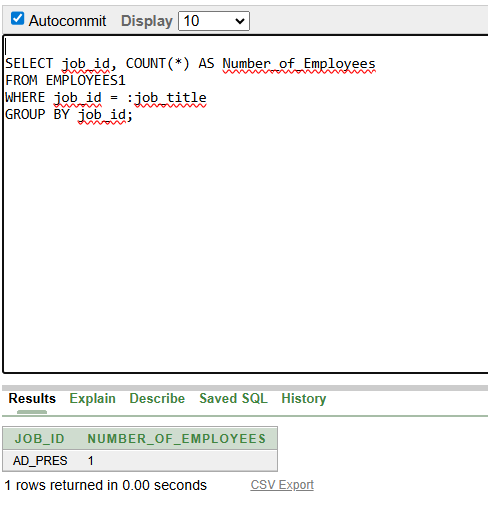 Autocommit Display 10
SELECT job_id, COUNT(*) AS Number_of_Employees
FROM EMPLOYEES1
WHERE job_id = :job_title
GROUP BY job_id;
Results Explain Describe Saved SQL History
JOB_ID NUMBER_OF_EMPLOYEES
AD_PRES 1
1 rows returned in 0.00 seconds CSV Export